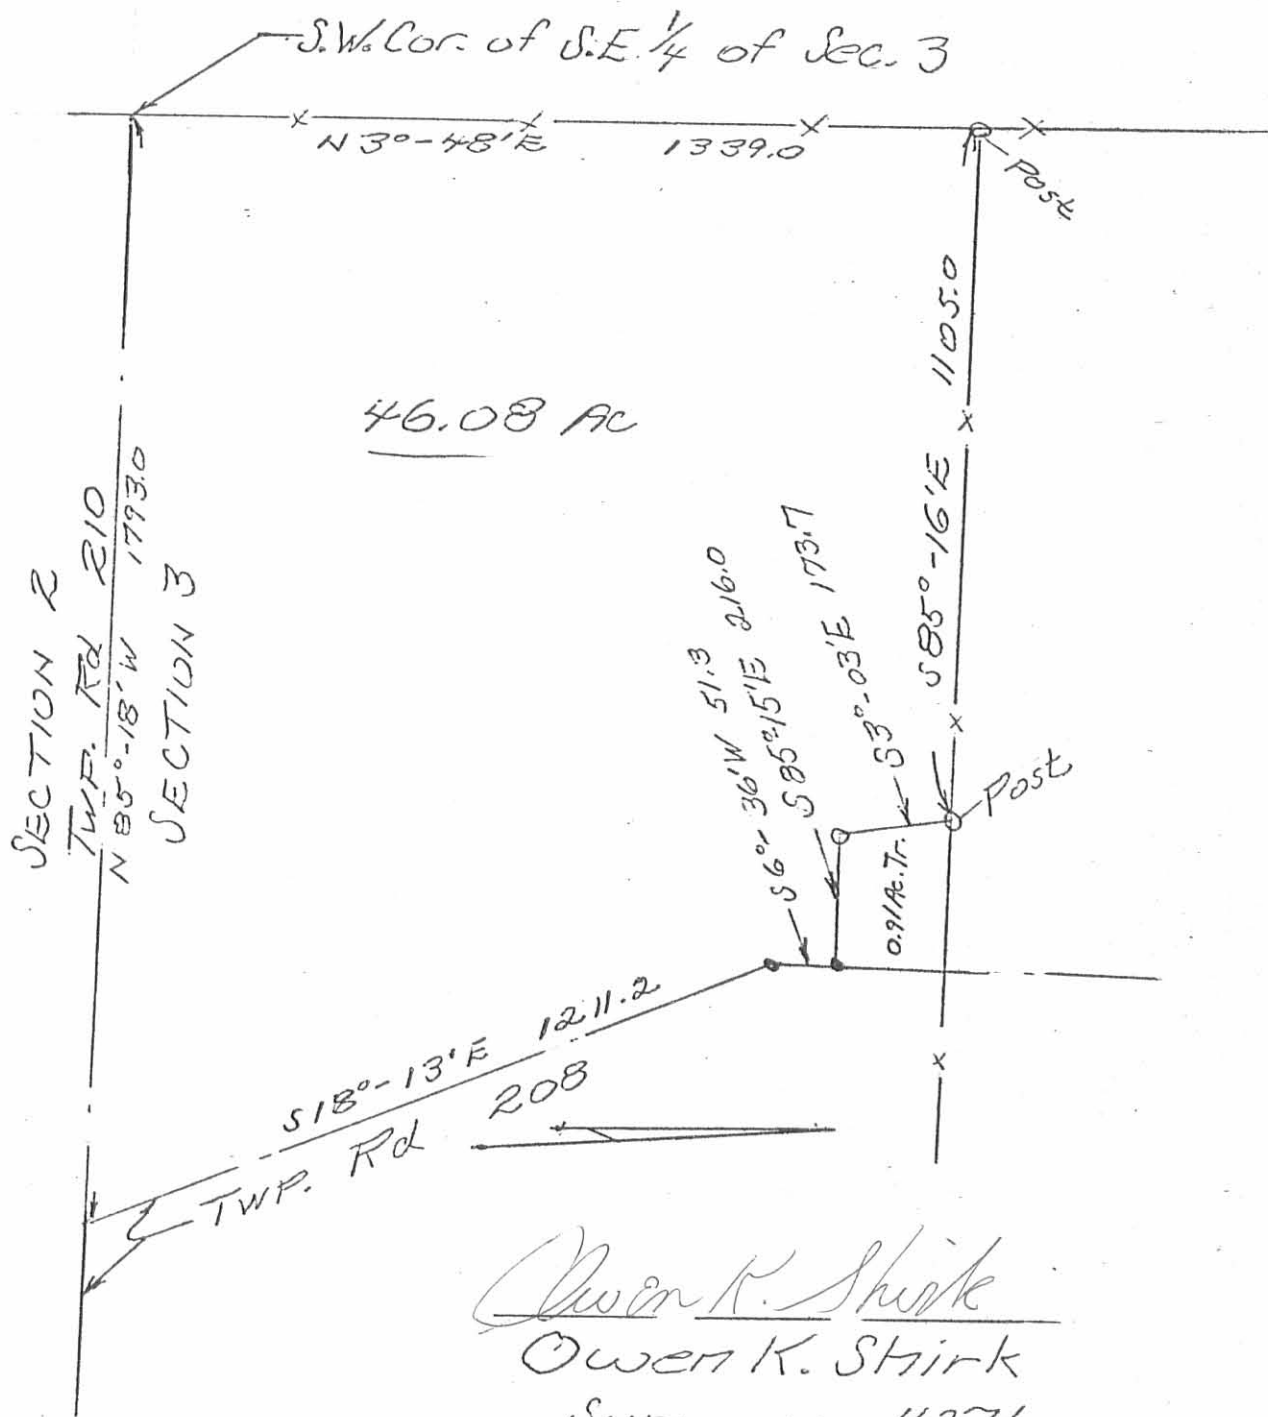 S.W. Cor. of S.E. 1/4 of Sec. 3
N 3°-48'E 1339.0
Post
S 85°-16'E 1105.0
46.08 Ac
SECTION 2
TWP. Rd 210
N 85°-18'W 1793.0
SECTION 3
S 6°-36'W 51.3
S 85°-15'E 216.0
S 3°-03'E 173.7
Post
0.91 Ac. Tr.
S 18°-13'E 1211.2
TWP. Rd 208
Owen K. Shirk
Owen K. Shirk